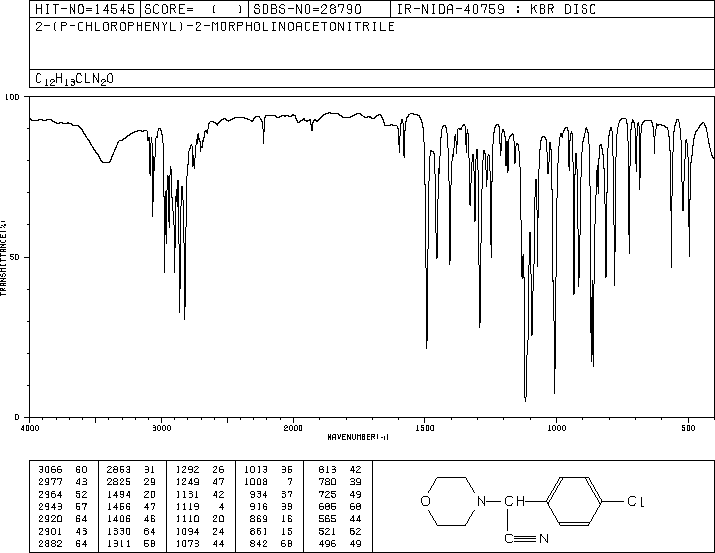 HIT-NO=14545 SCORE= ( ) SDBS-NO=28790 IR-NIDA-40759 : KBR DISC
2-(P-CHLOROPHENYL)-2-MORPHOLINOACETONITRILE
C12H13CLN2O
100
50
0
TRANSMITTANCE(%)
4000 3000 2000 1500 1000 500
WAVENUMBER(-1)
3066 60 2853 31 1292 26 1013 36 813 42
2977 43 2825 29 1249 47 1008 7 780 39
2964 52 1494 20 1131 42 934 37 725 49
2943 57 1456 47 1119 4 916 39 686 68
2920 64 1406 46 1110 20 869 16 565 44
2901 43 1330 64 1094 24 861 15 521 62
2882 64 1311 58 1073 44 842 68 496 49
O N CH CL
C≡N